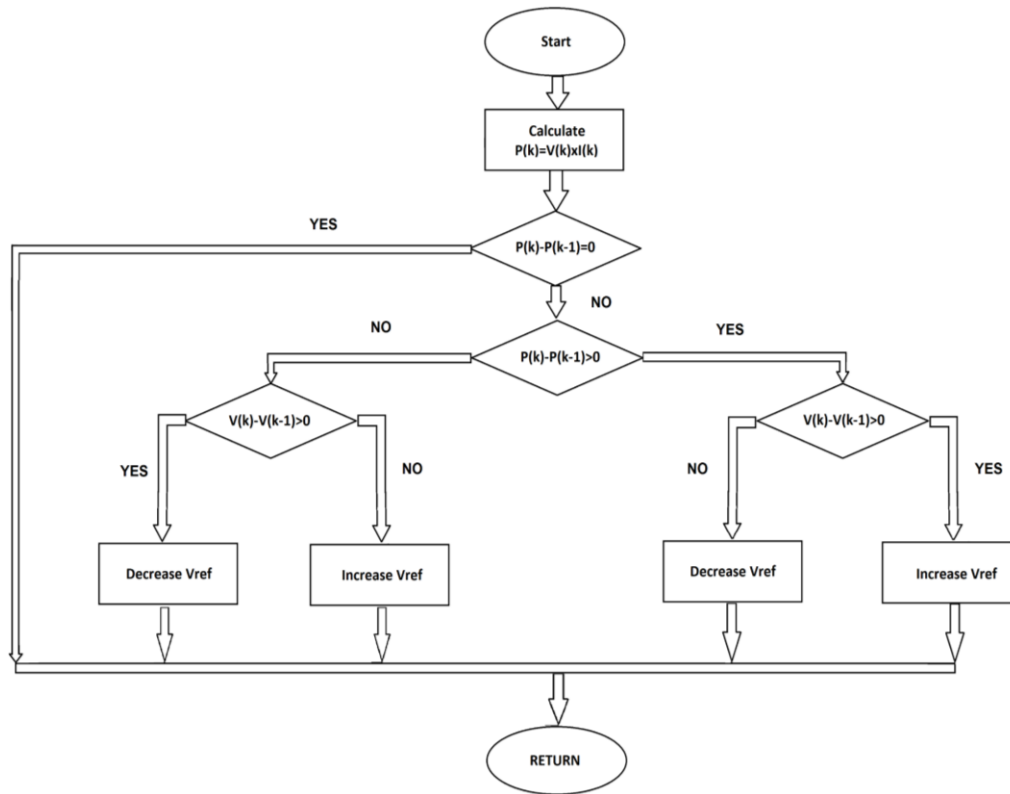 Start
Calculate
P(k)=V(k)xI(k)
YES
P(k)-P(k-1)=0
NO
NO
YES
P(k)-P(k-1)>0
V(k)-V(k-1)>0
V(k)-V(k-1)>0
YES
NO
NO
YES
Decrease Vref
Increase Vref
Decrease Vref
Increase Vref
RETURN